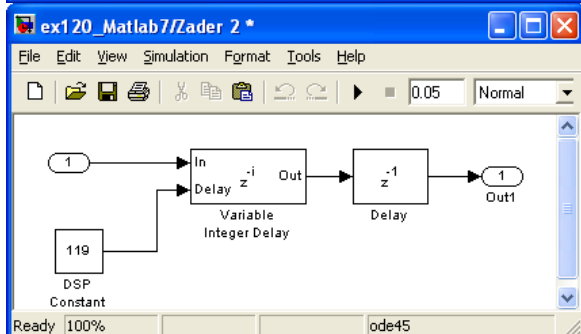 ex120_Matlab7/Zader 2 *
File Edit View Simulation Format Tools Help
0.05 Normal
1
In
Delay
z^-i
Out
Variable
Integer Delay
z^-1
Delay
1
Out1
119
DSP
Constant
Ready 100% ode45